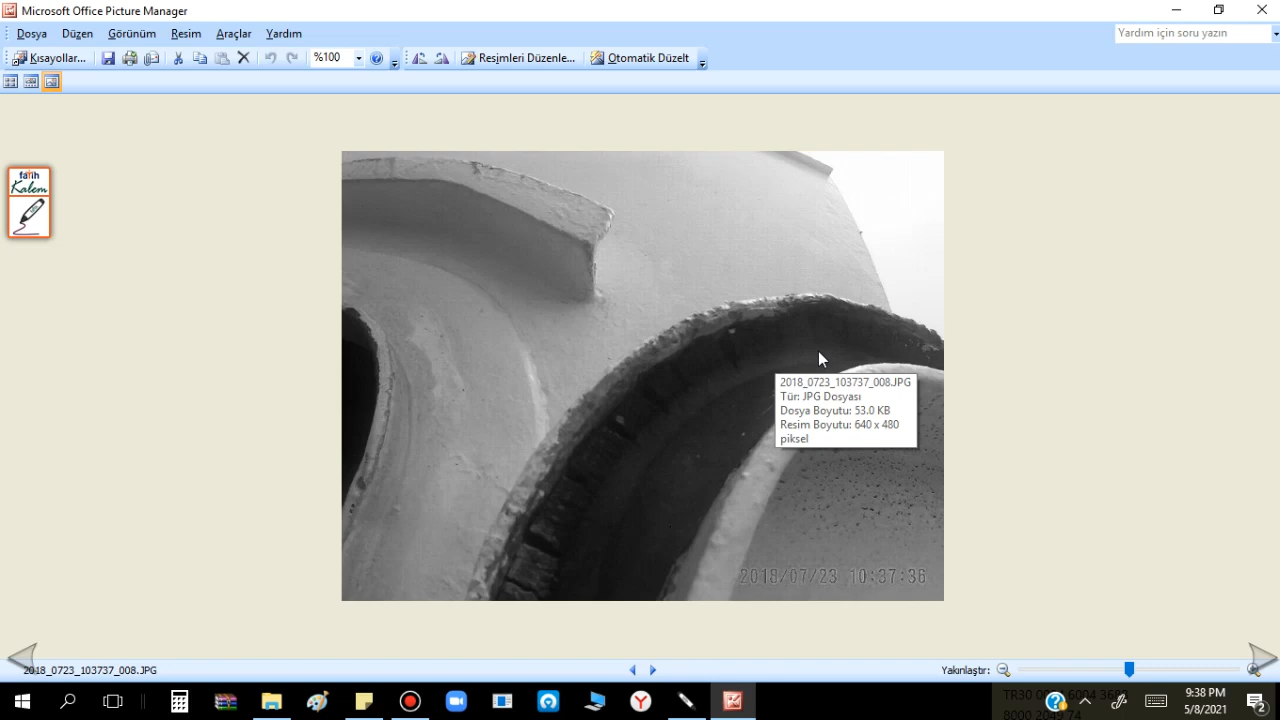 Microsoft Office Picture Manager
Dosya Düzen Görünüm Resim Araçlar Yardım
Yardım için soru yazın
Kısayollar... %100 Resimleri Düzenle... Otomatik Düzelt
fatih
Kalem
2018_0723_103737_008.JPG
Tür: JPG Dosyası
Dosya Boyutu: 53.0 KB
Resim Boyutu: 640 x 480
piksel
2018/07/23 10:37:36
2018_0723_103737_008.JPG
Yakınlaştır:
9:38 PM
5/8/2021
2